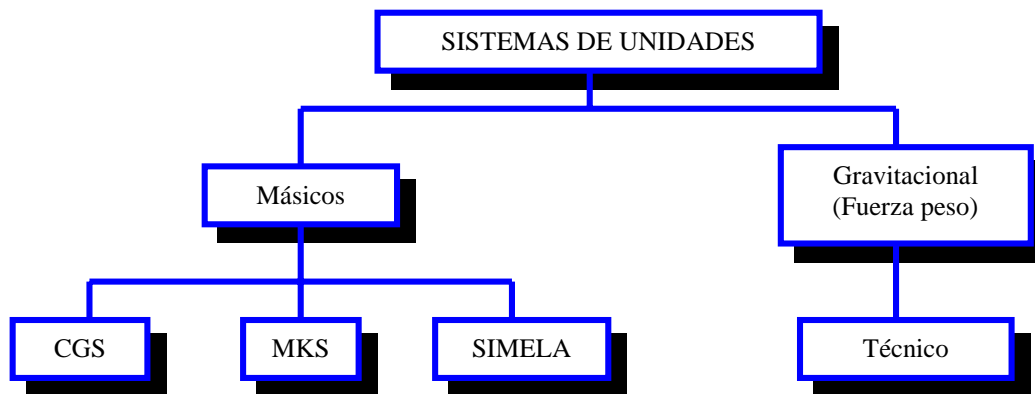 SISTEMAS DE UNIDADES
Másicos
Gravitacional
(Fuerza peso)
CGS
MKS
SIMELA
Técnico